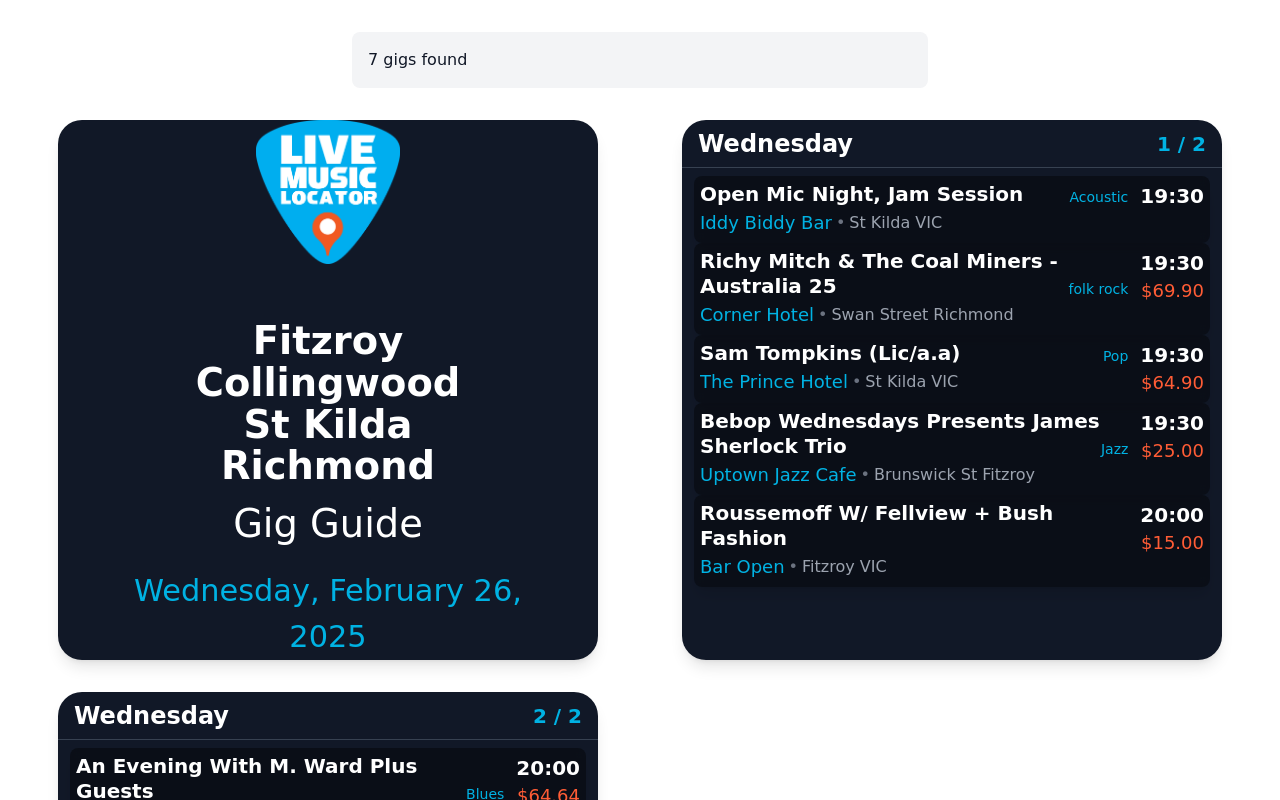 7 gigs found
LIVE
MUSIC
LOCATOR
Fitzroy
Collingwood
St Kilda
Richmond
Gig Guide
Wednesday, February 26,
2025
Wednesday 1 / 2
Open Mic Night, Jam Session Acoustic 19:30
Iddy Biddy Bar • St Kilda VIC
Richy Mitch & The Coal Miners - 19:30
Australia 25 folk rock $69.90
Corner Hotel • Swan Street Richmond
Sam Tompkins (Lic/a.a) Pop 19:30
The Prince Hotel • St Kilda VIC $64.90
Bebop Wednesdays Presents James 19:30
Sherlock Trio Jazz $25.00
Uptown Jazz Cafe • Brunswick St Fitzroy
Roussemoff W/ Fellview + Bush 20:00
Fashion $15.00
Bar Open • Fitzroy VIC
Wednesday 2 / 2
An Evening With M. Ward Plus 20:00
Guests Blues $64.64